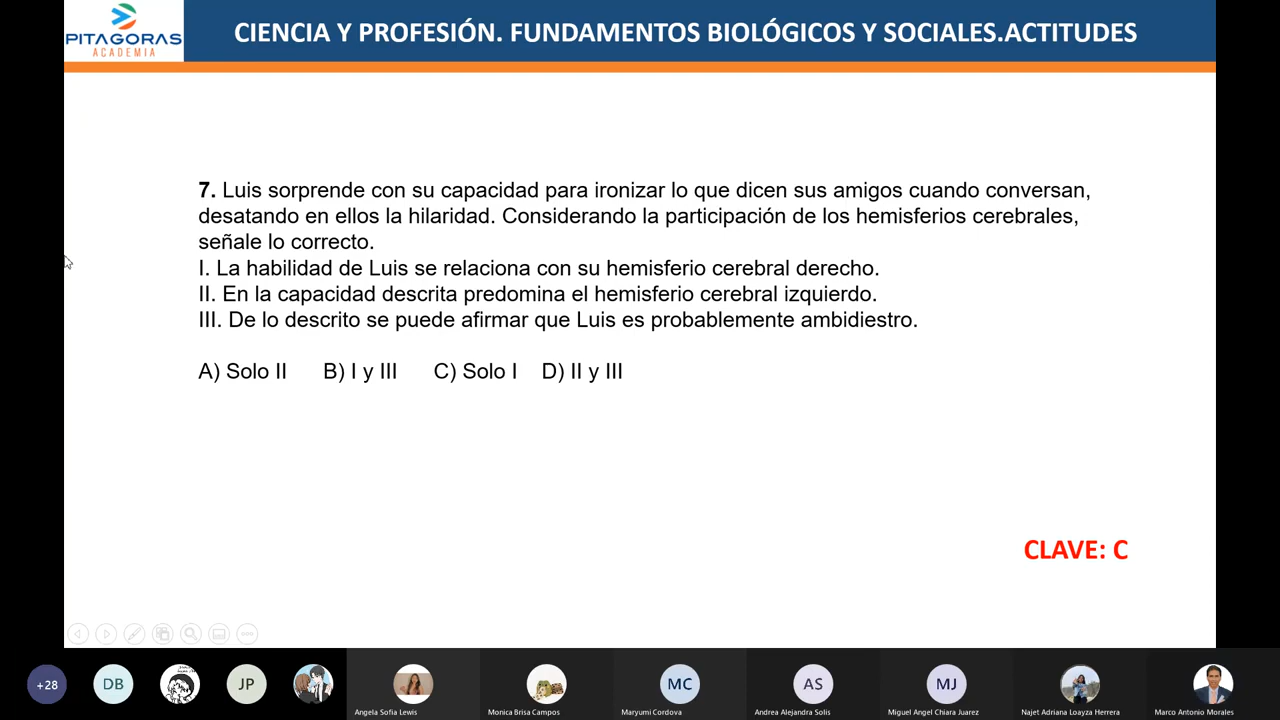 PITAGORAS
ACADEMIA
CIENCIA Y PROFESIÓN. FUNDAMENTOS BIOLÓGICOS Y SOCIALES.ACTITUDES
7. Luis sorprende con su capacidad para ironizar lo que dicen sus amigos cuando conversan,
desatando en ellos la hilaridad. Considerando la participación de los hemisferios cerebrales,
señale lo correcto.
I. La habilidad de Luis se relaciona con su hemisferio cerebral derecho.
II. En la capacidad descrita predomina el hemisferio cerebral izquierdo.
III. De lo descrito se puede afirmar que Luis es probablemente ambidiestro.
A) Solo II B) I y III C) Solo I D) II y III
CLAVE: C
+28 DB JP MC AS MJ
Angela Sofia Lewis Monica Brisa Campos Maryumi Cordova Andrea Alejandra Solis Miguel Angel Chiara Juarez Najet Adriana Loayza Herrera Marco Antonio Morales